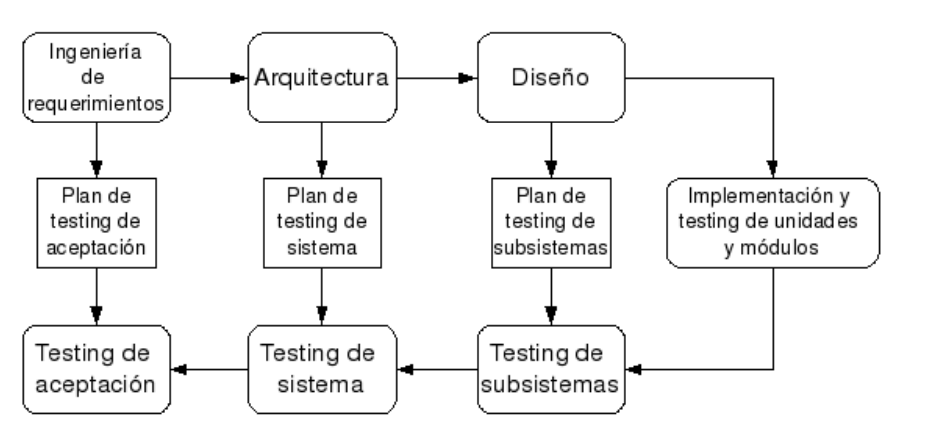 Ingeniería
de
requerimientos
Arquitectura
Diseño
Plan de
testing de
aceptación
Plan de
testing de
sistema
Plan de
testing de
subsistemas
Implementación y
testing de unidades
y módulos
Testing de
aceptación
Testing de
sistema
Testing de
subsistemas